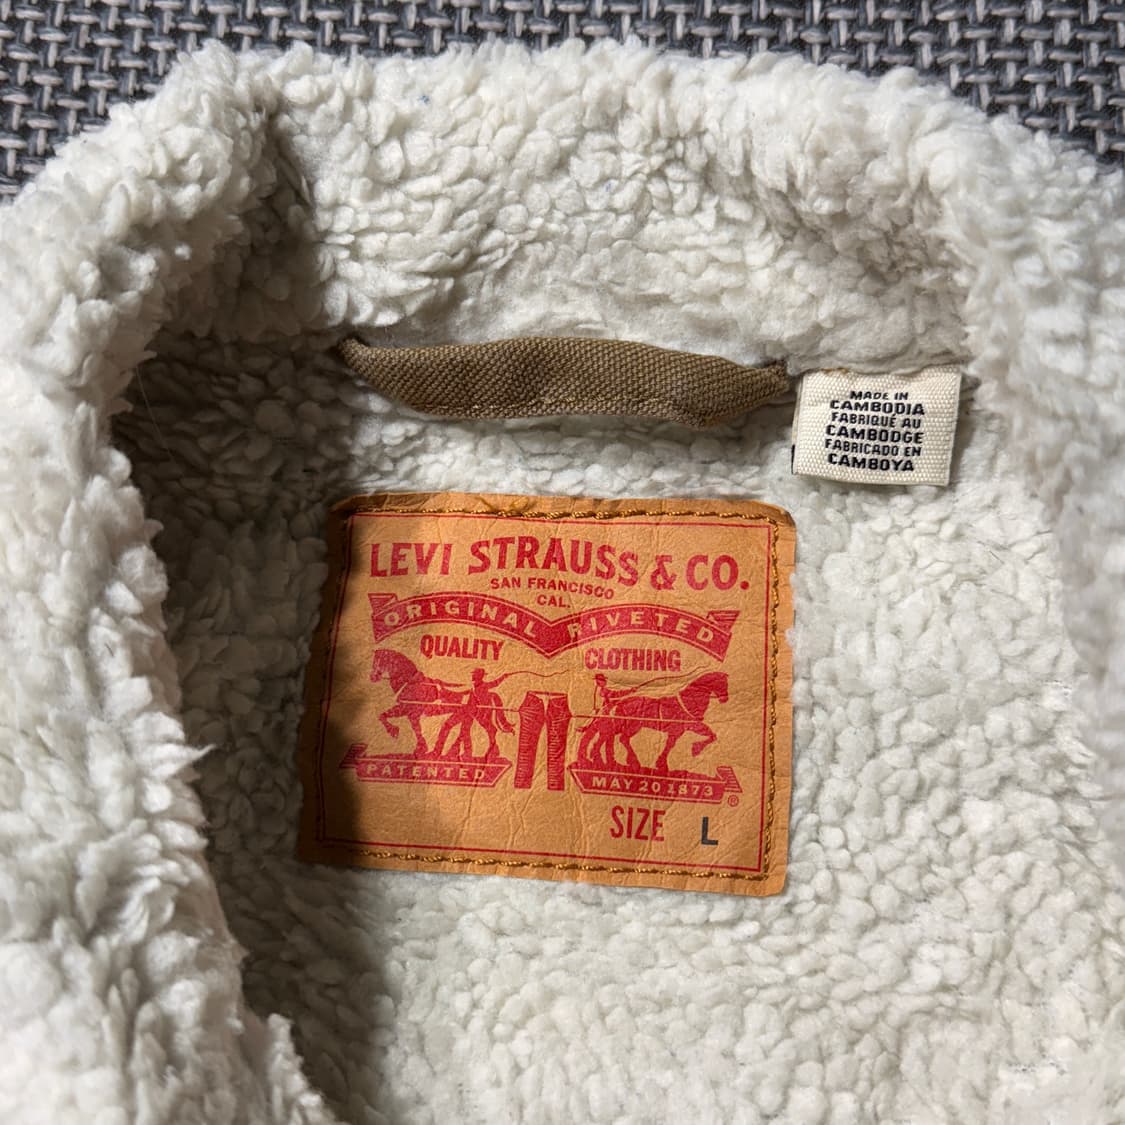 MADE IN
CAMBODIA
FABRIQUÉ AU
CAMBODGE
FABRICADO EN
CAMBOYA
LEVI STRAUSS & CO.
SAN FRANCISCO
CAL.
ORIGINAL RIVETED
QUALITY CLOTHING
PATENTED MAY 20 1873 ®
SIZE L